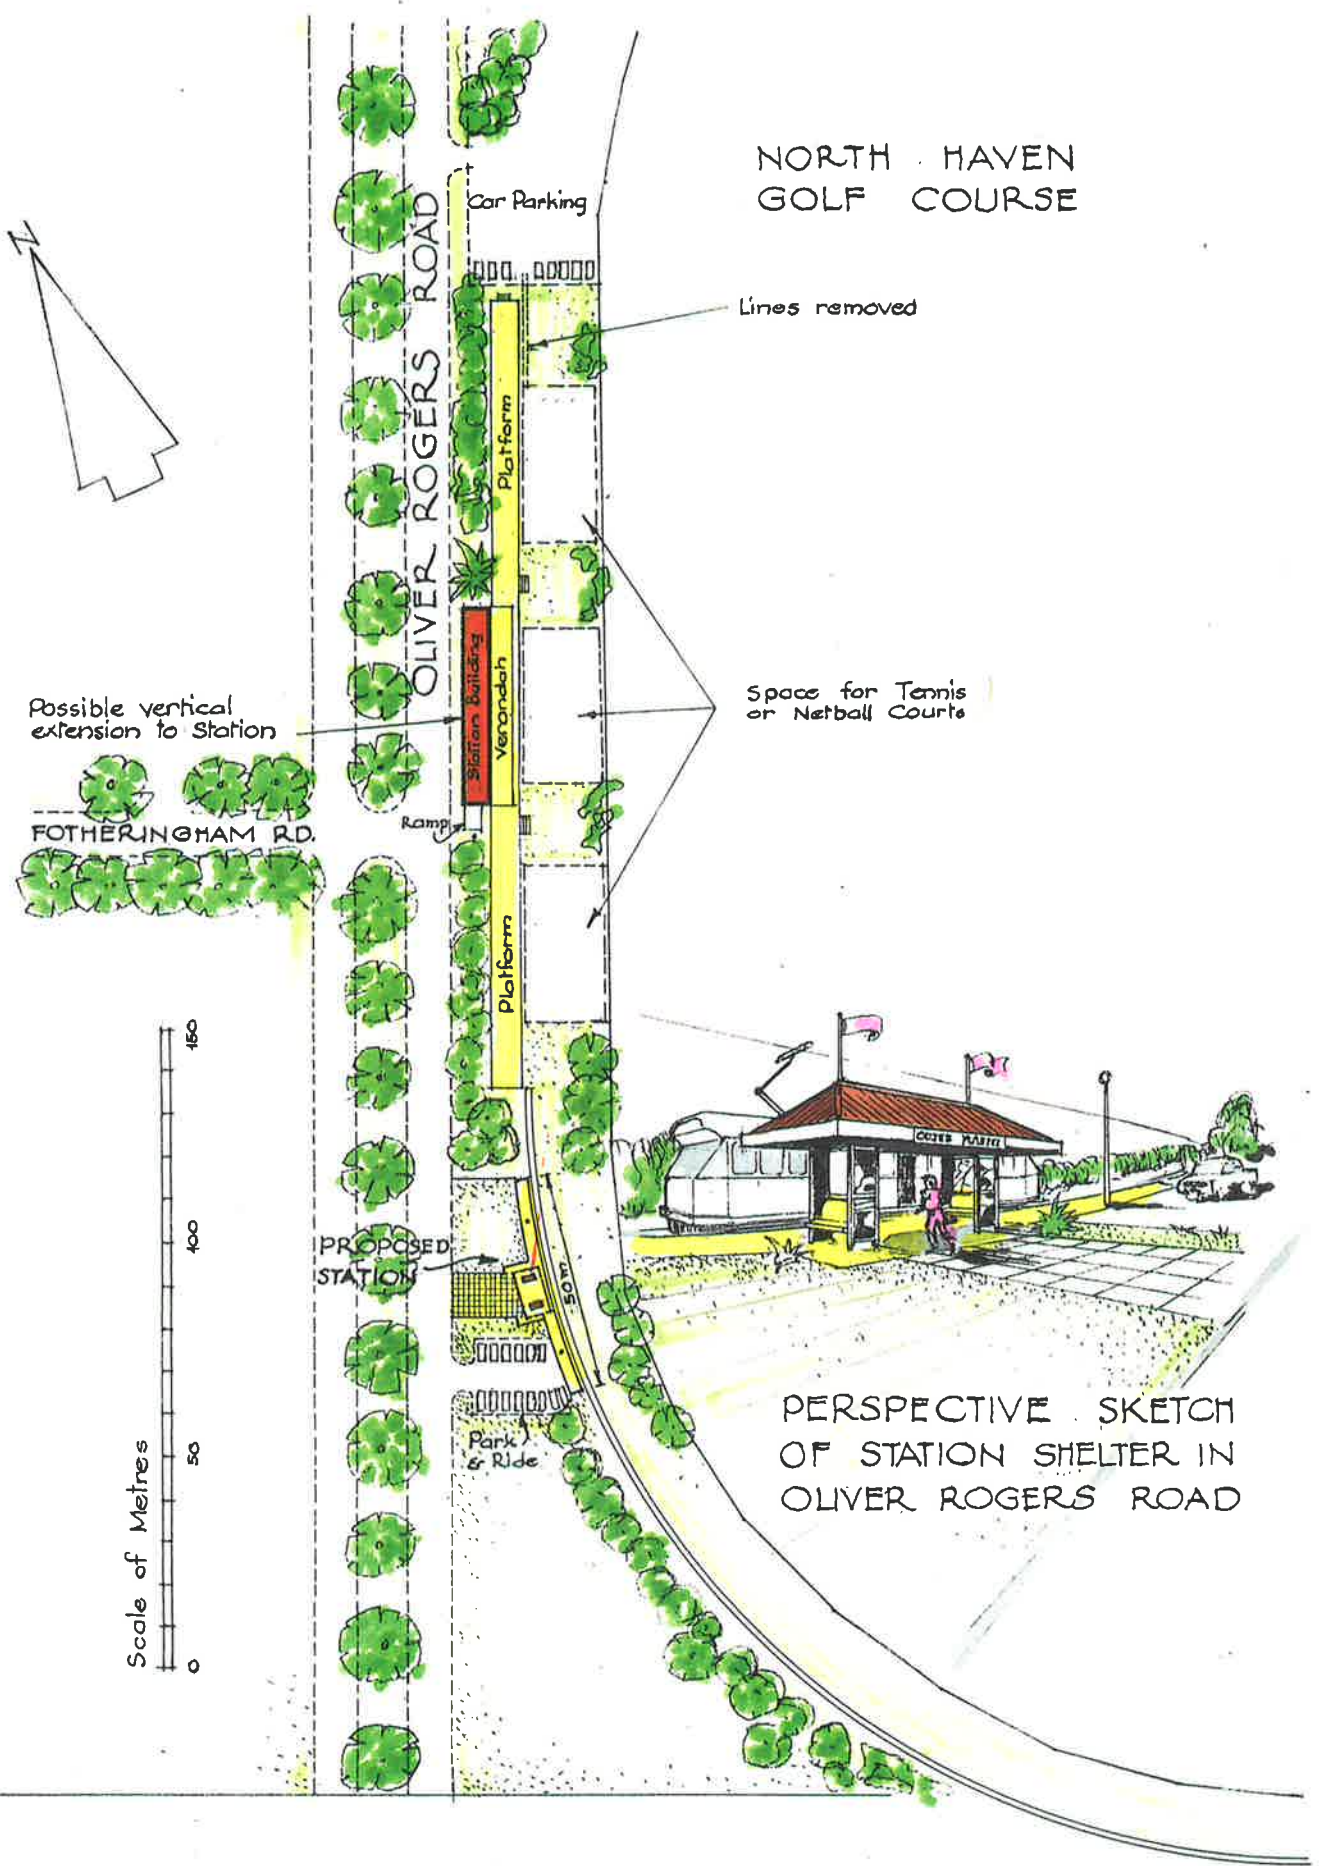 NORTH HAVEN
GOLF COURSE
N
OLIVER ROGERS ROAD
Car Parking
Lines removed
Platform
Station Building
Verandah
Possible vertical
extension to Station
Space for Tennis
or Netball Courts
FOTHERINGHAM RD.
Ramp
Platform
150
100
50
0
Scale of Metres
PROPOSED
STATION
50m
Park
& Ride
PERSPECTIVE SKETCH
OF STATION SHELTER IN
OLIVER ROGERS ROAD